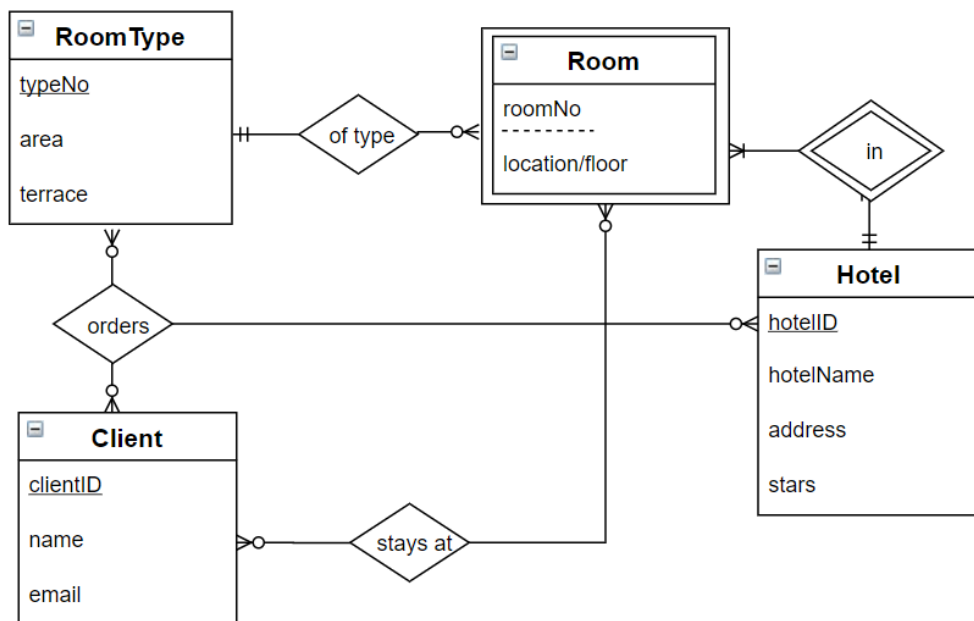 RoomType
typeNo
area
terrace
of type
Room
roomNo
location/floor
in
orders
Hotel
hotelID
hotelName
address
stars
Client
clientID
name
email
stays at